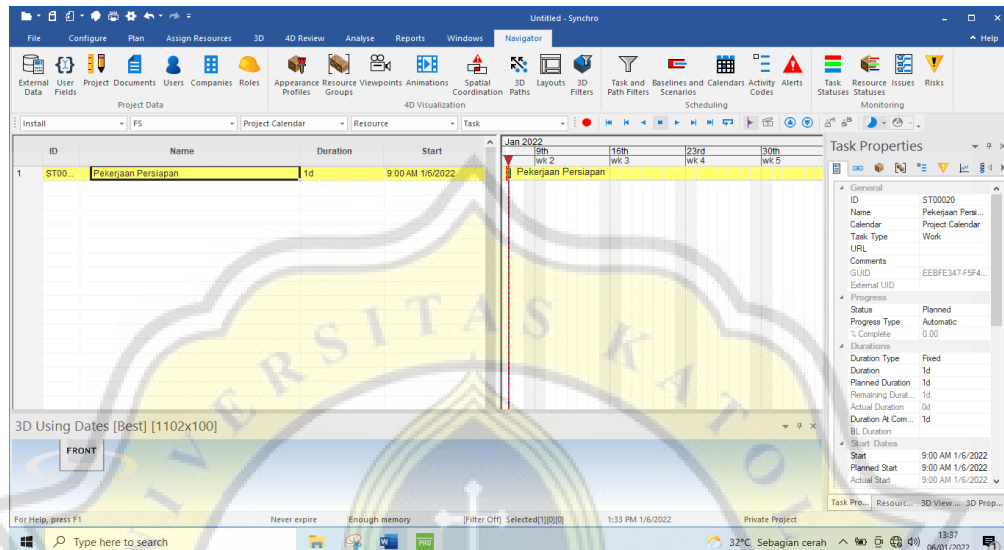 Untitled - Synchro
File Configure Plan Assign Resources 3D 4D Review Analyse Reports Windows Navigator Help
External Data User Fields Project Documents Users Companies Roles Appearance Profiles Resource Groups Viewpoints Animations Spatial Coordination 3D Paths Layouts 3D Filters Task and Path Filters Baselines and Scenarios Calendars Activity Codes Alerts Task Statuses Resource Statuses Issues Risks
Project Data 4D Visualization Scheduling Monitoring
Install FS Project Calendar Resource Task
ID Name Duration Start
Jan 2022
9th 16th 23rd 30th
wk 2 wk 3 wk 4 wk 5
1 ST00... Pekerjaan Persiapan 1d 9:00 AM 1/6/2022 Pekerjaan Persiapan
Task Properties
General
ID ST00020
Name Pekerjaan Persi...
Calendar Project Calendar
Task Type Work
URL
Comments
GUID EEBFE347-F5F4...
External UID
Progress
Status Planned
Progress Type Automatic
% Complete 0.00
Durations
Duration Type Fixed
Duration 1d
Planned Duration 1d
Remaining Durat... 1d
Actual Duration 0d
Duration At Com... 1d
BL Duration
Start Dates
Start 9:00 AM 1/6/2022
Planned Start 9:00 AM 1/6/2022
Actual Start 9:00 AM 1/6/2022
Task Pro... Resourc... 3D View ... 3D Prop...
3D Using Dates [Best] [1102x100]
FRONT
UNIVERSITAS KATO
For Help, press F1 Never expire Enough memory [Filter Off] Selected[1][0][0] 1:33 PM 1/6/2022 Private Project
Type here to search PRO 32°C Sebagian cerah 13:37
06/01/2022